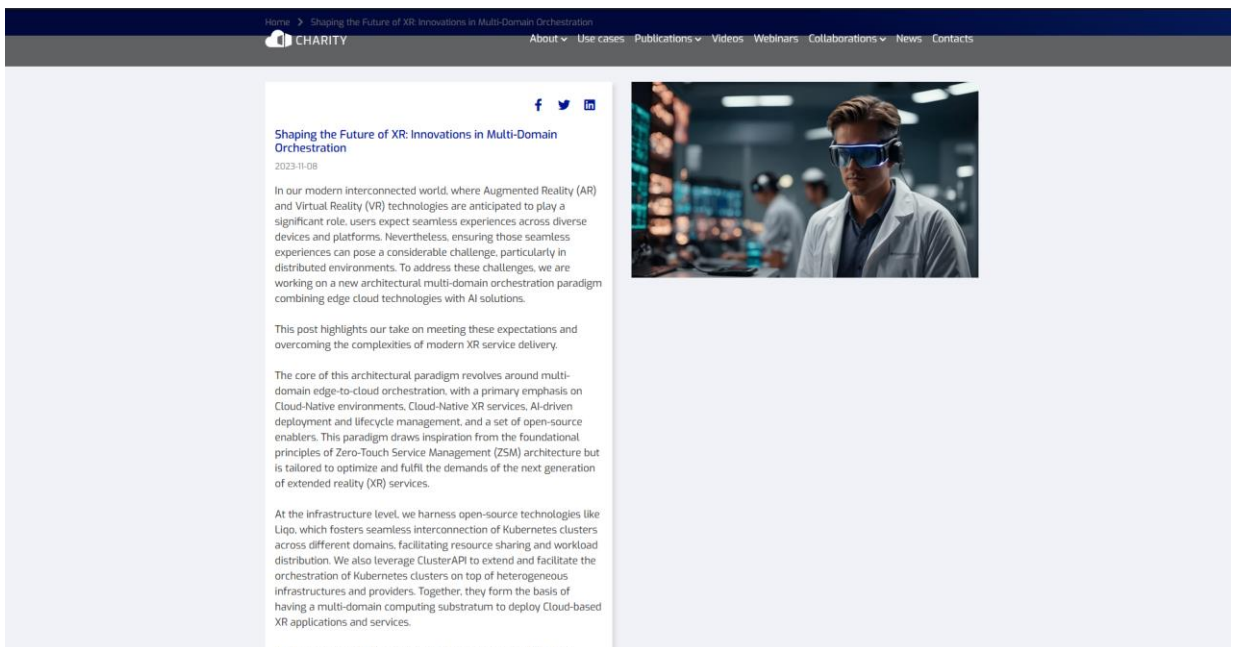 Home > Shaping the Future of XR: Innovations in Multi-Domain Orchestration
CHARITY
About Use cases Publications Videos Webinars Collaborations News Contacts
Shaping the Future of XR: Innovations in Multi-Domain
Orchestration
2023-11-08
In our modern interconnected world, where Augmented Reality (AR)
and Virtual Reality (VR) technologies are anticipated to play a
significant role, users expect seamless experiences across diverse
devices and platforms. Nevertheless, ensuring those seamless
experiences can pose a considerable challenge, particularly in
distributed environments. To address these challenges, we are
working on a new architectural multi-domain orchestration paradigm
combining edge cloud technologies with AI solutions.
This post highlights our take on meeting these expectations and
overcoming the complexities of modern XR service delivery.
The core of this architectural paradigm revolves around multi-
domain edge-to-cloud orchestration, with a primary emphasis on
Cloud-Native environments, Cloud-Native XR services, AI-driven
deployment and lifecycle management, and a set of open-source
enablers. This paradigm draws inspiration from the foundational
principles of Zero-Touch Service Management (ZSM) architecture but
is tailored to optimize and fulfil the demands of the next generation
of extended reality (XR) services.
At the infrastructure level, we harness open-source technologies like
Liqo, which fosters seamless interconnection of Kubernetes clusters
across different domains, facilitating resource sharing and workload
distribution. We also leverage ClusterAPI to extend and facilitate the
orchestration of Kubernetes clusters on top of heterogeneous
infrastructures and providers. Together, they form the basis of
having a multi-domain computing substratum to deploy Cloud-based
XR applications and services.